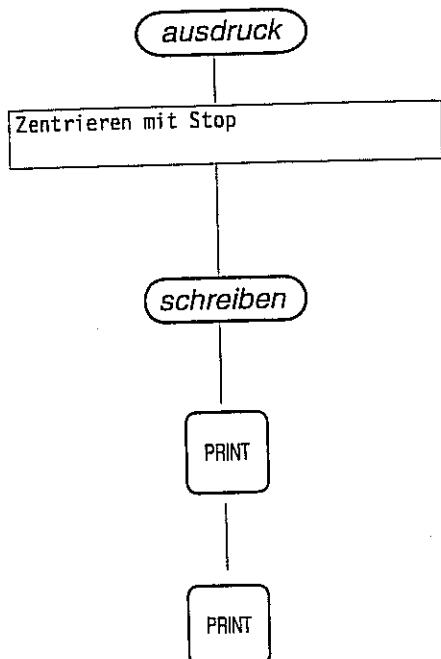 ausdruck
Zentrieren mit Stop
schreiben
PRINT
PRINT